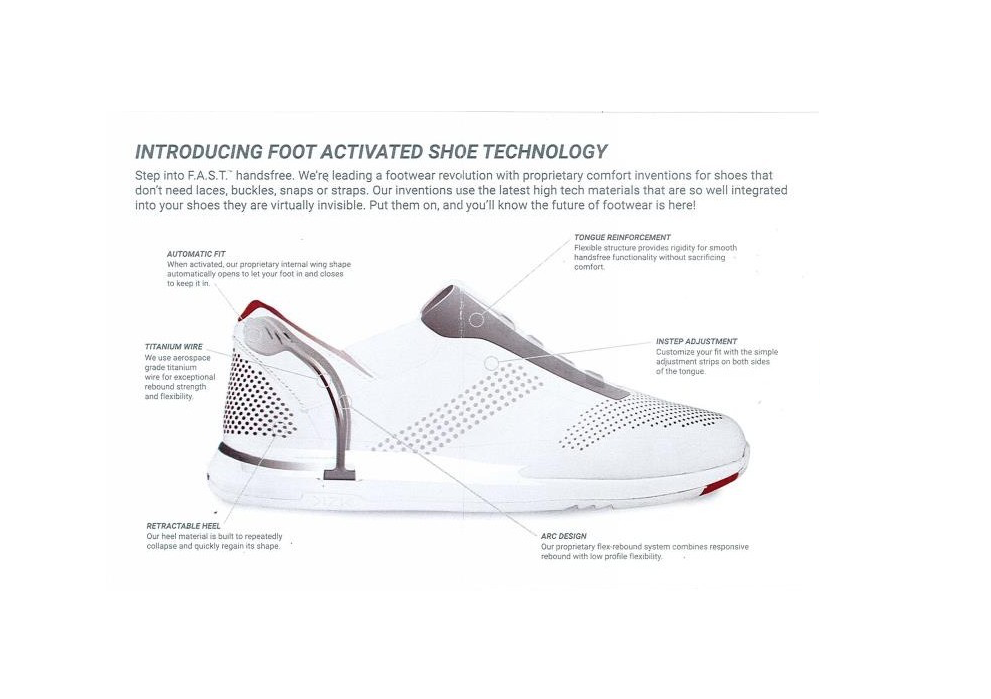 INTRODUCING FOOT ACTIVATED SHOE TECHNOLOGY
Step into F.A.S.T.™ handsfree. We're leading a footwear revolution with proprietary comfort inventions for shoes that
don't need laces, buckles, snaps or straps. Our inventions use the latest high tech materials that are so well integrated
into your shoes they are virtually invisible. Put them on, and you'll know the future of footwear is here!
AUTOMATIC FIT
When activated, our proprietary internal wing shape
automatically opens to let your foot in and closes
to keep it in.
TONGUE REINFORCEMENT
Flexible structure provides rigidity for smooth
handsfree functionality without sacrificing
comfort.
TITANIUM WIRE
We use aerospace
grade titanium
wire for exceptional
rebound strength
and flexibility.
INSTEP ADJUSTMENT
Customize your fit with the simple
adjustment strips on both sides
of the tongue.
RETRACTABLE HEEL
Our heel material is built to repeatedly
collapse and quickly regain its shape.
ARC DESIGN
Our proprietary flex-rebound system combines responsive
rebound with low profile flexibility.